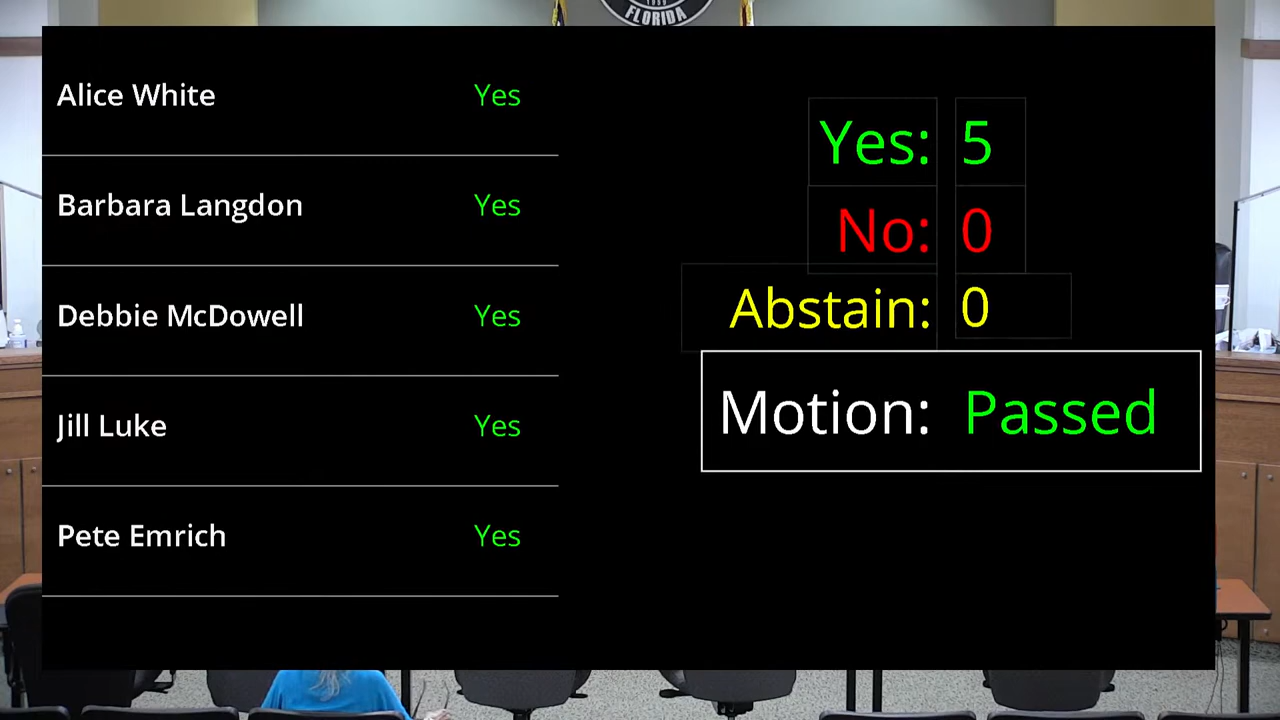 FLORIDA
Alice White Yes
Barbara Langdon Yes
Debbie McDowell Yes
Jill Luke Yes
Pete Emrich Yes
Yes: 5
No: 0
Abstain: 0
Motion: Passed